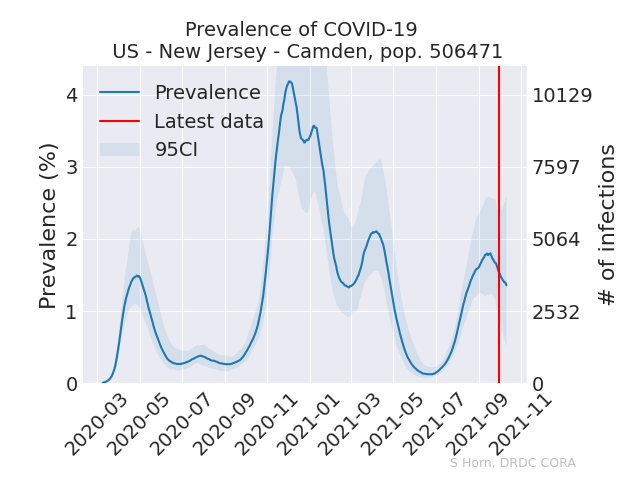 Prevalence of COVID-19
US - New Jersey - Camden, pop. 506471
Prevalence
Latest data
95CI
Prevalence (%)
4
3
2
1
0
10129
7597
5064
2532
0
# of infections
2020-03
2020-05
2020-07
2020-09
2020-11
2021-01
2021-03
2021-05
2021-07
2021-09
2021-11
S Horn, DRDC CORA